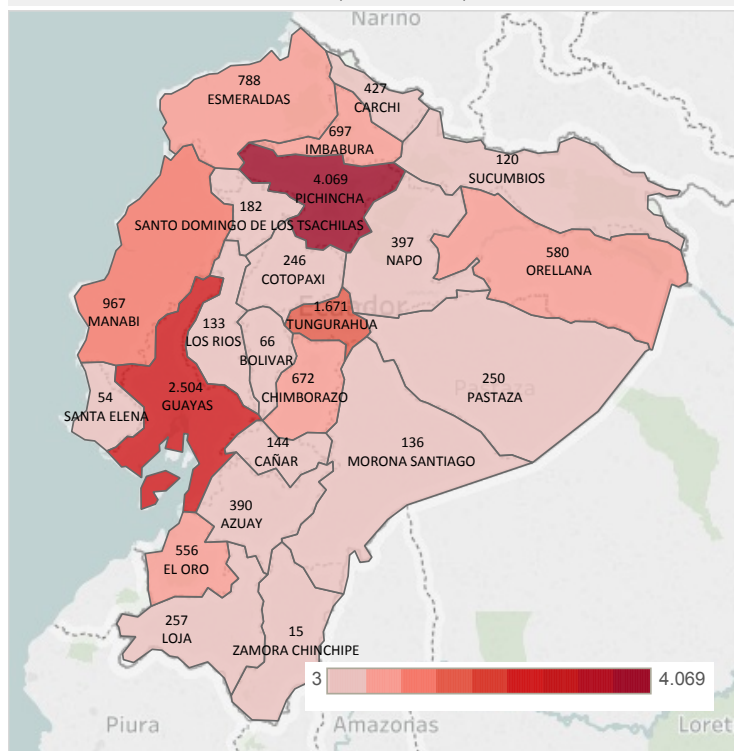 Nariño
788
ESMERALDAS
427
CARCHI
697
IMBABURA
120
SUCUMBIOS
4.069
PICHINCHA
182
SANTO DOMINGO DE LOS TSACHILAS
397
NAPO
580
ORELLANA
246
COTOPAXI
967
MANABI
Ecuador
1.671
TUNGURAHUA
133
LOS RIOS
66
BOLIVAR
672
CHIMBORAZO
Pastaza
250
PASTAZA
54
SANTA ELENA
2.504
GUAYAS
144
CAÑAR
136
MORONA SANTIAGO
390
AZUAY
556
EL ORO
257
LOJA
15
ZAMORA CHINCHIPE
3
4.069
Piura
Amazonas
Loret